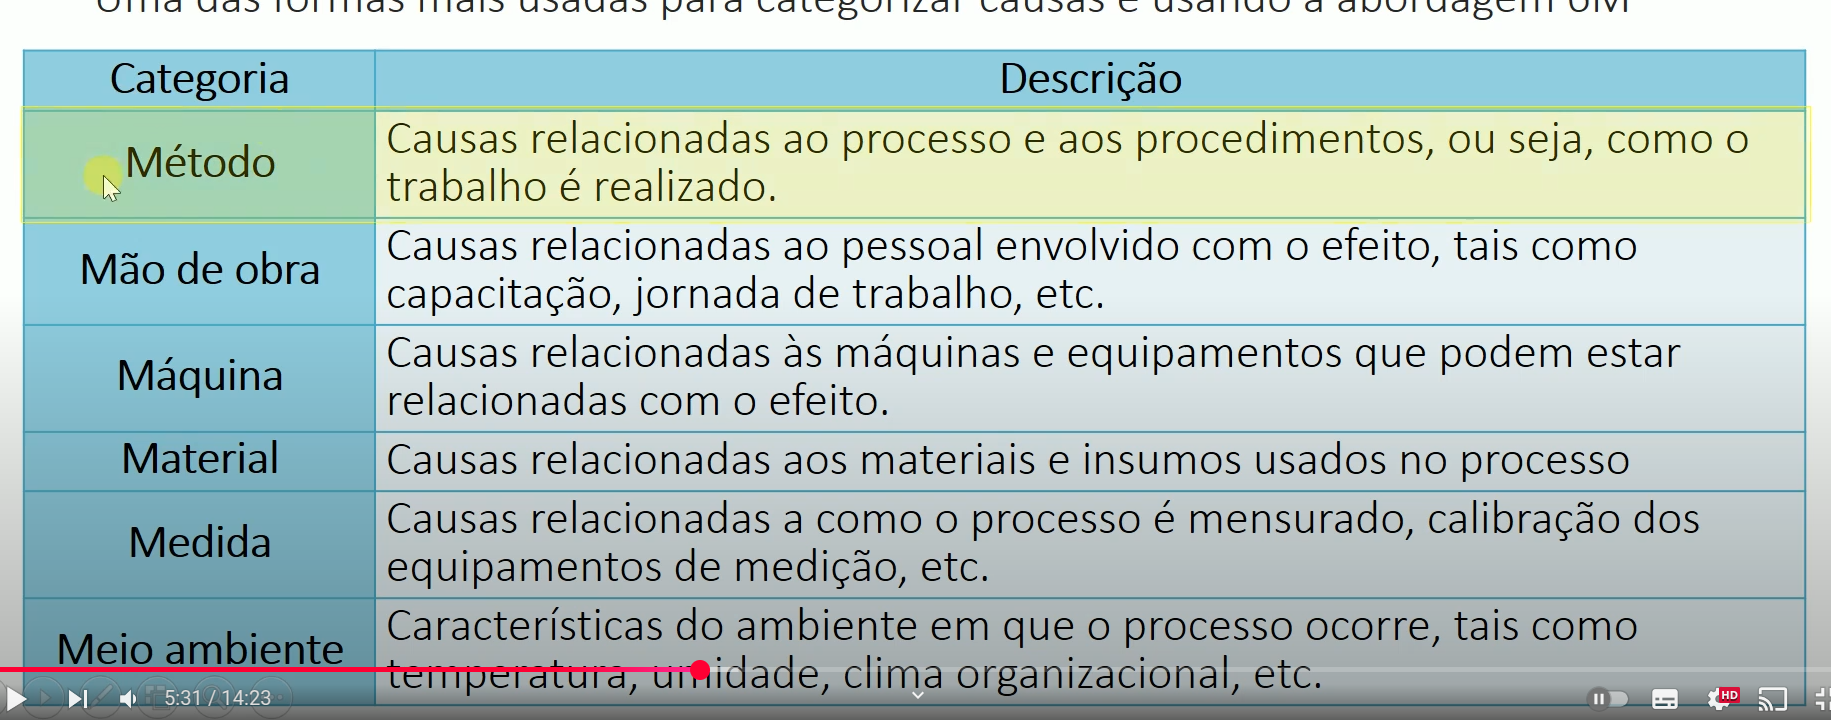 Uma das formas mais usadas para categorizar causas é usando a abordagem 6M
Categoria
Descrição
Método
Causas relacionadas ao processo e aos procedimentos, ou seja, como o
trabalho é realizado.
Mão de obra
Causas relacionadas ao pessoal envolvido com o efeito, tais como
capacitação, jornada de trabalho, etc.
Máquina
Causas relacionadas às máquinas e equipamentos que podem estar
relacionadas com o efeito.
Material
Causas relacionadas aos materiais e insumos usados no processo
Medida
Causas relacionadas a como o processo é mensurado, calibração dos
equipamentos de medição, etc.
Meio ambiente
Características do ambiente em que o processo ocorre, tais como
temperatura, umidade, clima organizacional, etc.
5:31 / 14:23
HD